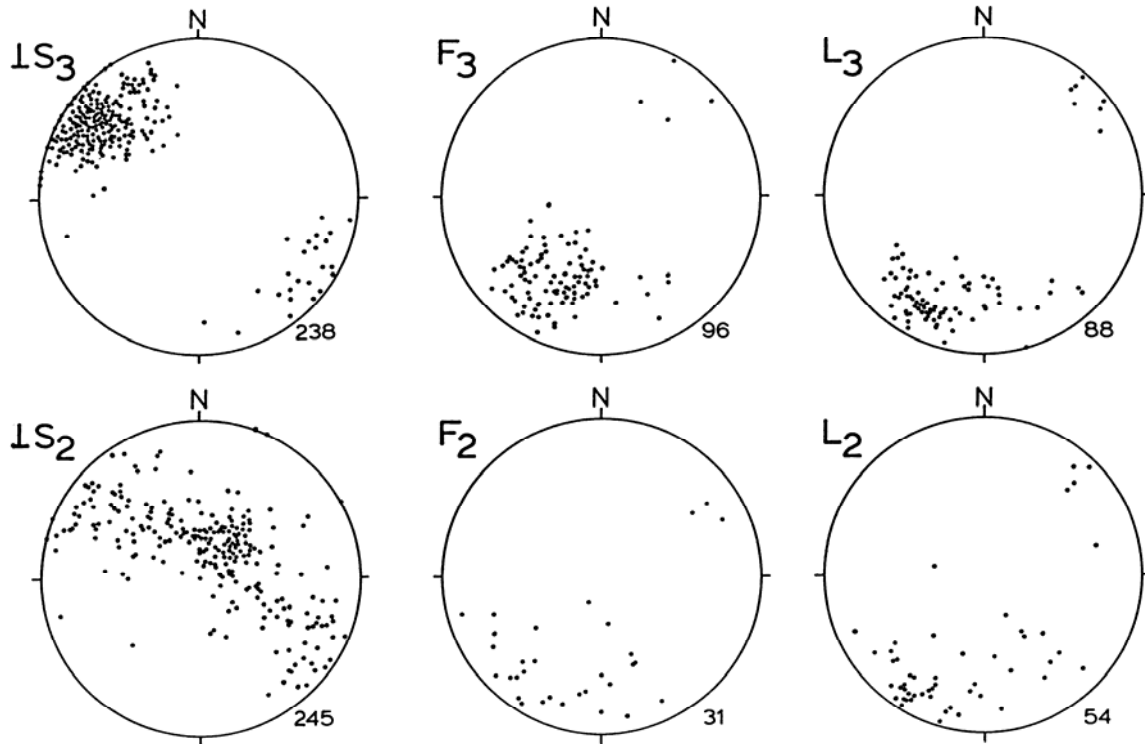 N N N
⊥S₃ F₃ L₃
238 96 88
N N N
⊥S₂ F₂ L₂
245 31 54